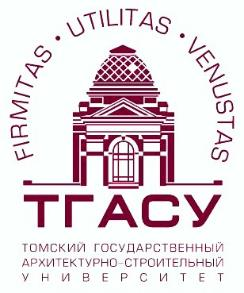 FIRMITAS · UTILITAS · VENUSTAS
ТГАСУ
ТОМСКИЙ ГОСУДАРСТВЕННЫЙ
АРХИТЕКТУРНО-СТРОИТЕЛЬНЫЙ
УНИВЕРСИТЕТ